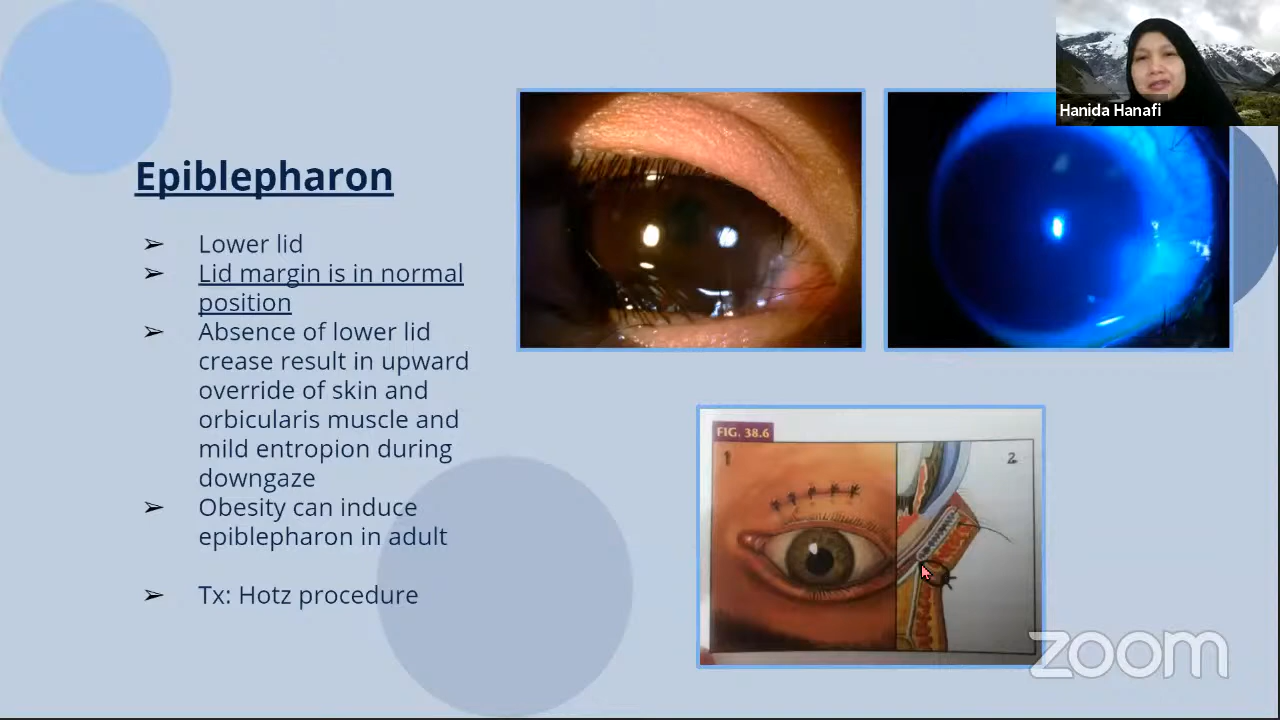 Hanida Hanafi
Epiblepharon
➢ Lower lid
➢ Lid margin is in normal
position
➢ Absence of lower lid
crease result in upward
override of skin and
orbicularis muscle and
mild entropion during
downgaze
➢ Obesity can induce
epiblepharon in adult
➢ Tx: Hotz procedure
FIG. 38.6
1
2
zoom